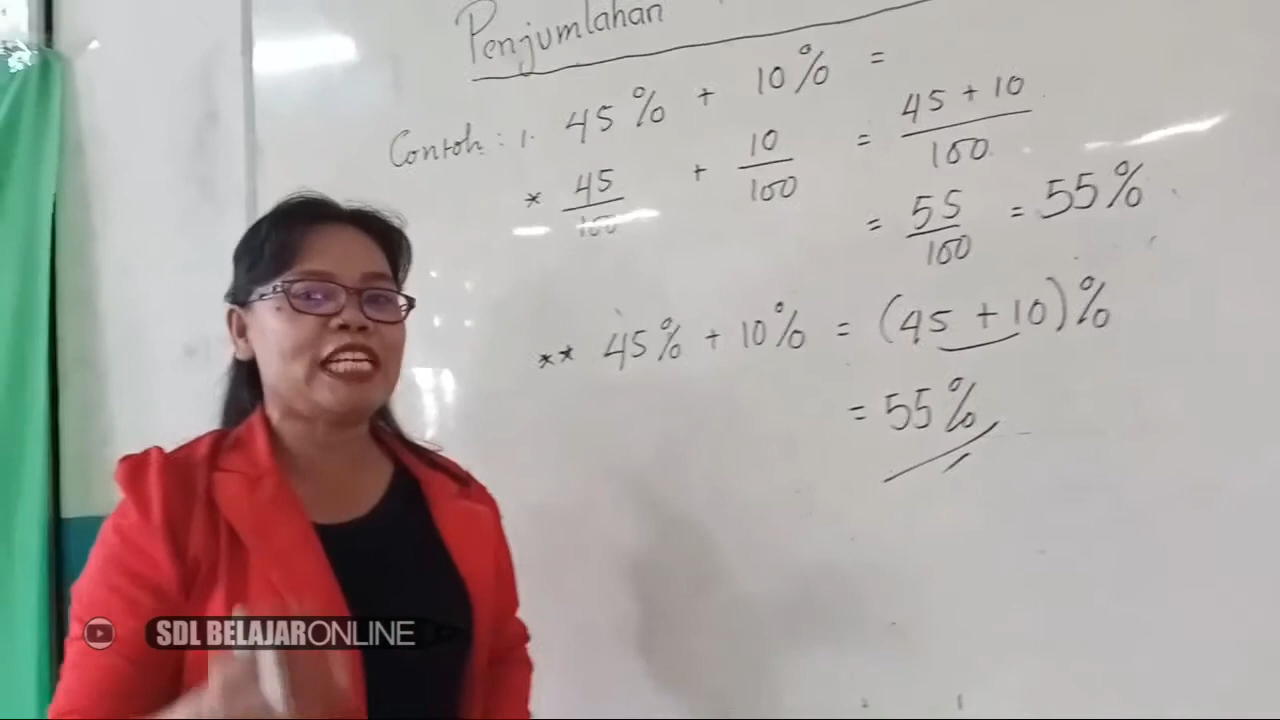 Penjumlahan
Contoh : 1. 45% + 10% =
* 45/100 + 10/100 = (45 + 10)/100
= 55/100 = 55%
** 45% + 10% = (45 + 10)%
= 55%
SDL BELAJARONLINE